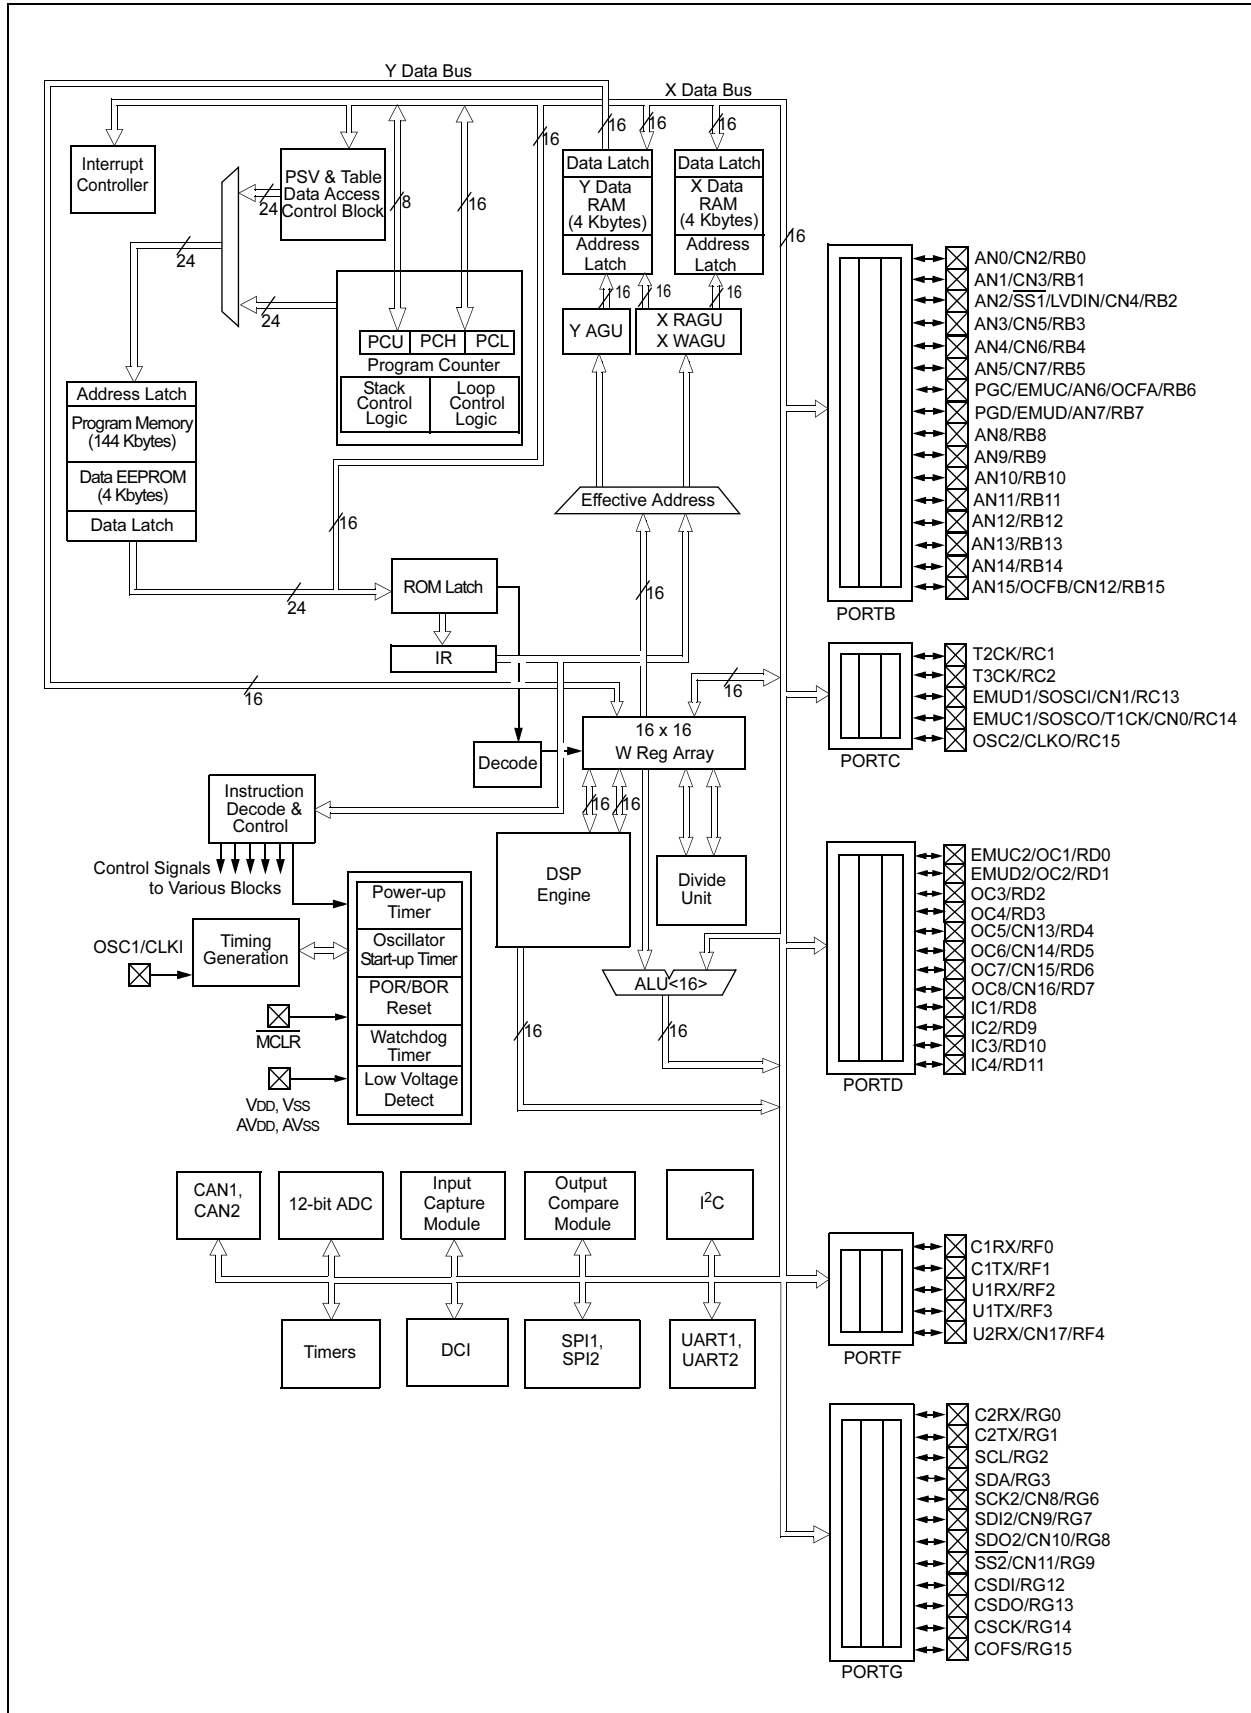 Y Data Bus
X Data Bus
16
16
16
16
Interrupt
Controller
PSV & Table
Data Access
Control Block
24
8
16
Data Latch
Y Data
RAM
(4 Kbytes)
Address
Latch
Data Latch
X Data
RAM
(4 Kbytes)
Address
Latch
16
24
24
16
16
16
Y AGU
X RAGU
X WAGU
PCU
PCH
PCL
Program Counter
Stack
Control
Logic
Loop
Control
Logic
Address Latch
Program Memory
(144 Kbytes)
Data EEPROM
(4 Kbytes)
Data Latch
Effective Address
16
24
ROM Latch
16
IR
16
16
16 x 16
W Reg Array
Decode
Instruction
Decode &
Control
16
16
Control Signals
to Various Blocks
DSP
Engine
Divide
Unit
Power-up
Timer
Oscillator
Start-up Timer
POR/BOR
Reset
Watchdog
Timer
Low Voltage
Detect
OSC1/CLKI
Timing
Generation
ALU<16>
MCLR
16
16
VDD, VSS
AVDD, AVSS
CAN1,
CAN2
12-bit ADC
Input
Capture
Module
Output
Compare
Module
I²C
Timers
DCI
SPI1,
SPI2
UART1,
UART2
AN0/CN2/RB0
AN1/CN3/RB1
AN2/SS1/LVDIN/CN4/RB2
AN3/CN5/RB3
AN4/CN6/RB4
AN5/CN7/RB5
PGC/EMUC/AN6/OCFA/RB6
PGD/EMUD/AN7/RB7
AN8/RB8
AN9/RB9
AN10/RB10
AN11/RB11
AN12/RB12
AN13/RB13
AN14/RB14
AN15/OCFB/CN12/RB15
PORTB
T2CK/RC1
T3CK/RC2
EMUD1/SOSCI/CN1/RC13
EMUC1/SOSCO/T1CK/CN0/RC14
OSC2/CLKO/RC15
PORTC
EMUC2/OC1/RD0
EMUD2/OC2/RD1
OC3/RD2
OC4/RD3
OC5/CN13/RD4
OC6/CN14/RD5
OC7/CN15/RD6
OC8/CN16/RD7
IC1/RD8
IC2/RD9
IC3/RD10
IC4/RD11
PORTD
C1RX/RF0
C1TX/RF1
U1RX/RF2
U1TX/RF3
U2RX/CN17/RF4
PORTF
C2RX/RG0
C2TX/RG1
SCL/RG2
SDA/RG3
SCK2/CN8/RG6
SDI2/CN9/RG7
SDO2/CN10/RG8
SS2/CN11/RG9
CSDI/RG12
CSDO/RG13
CSCK/RG14
COFS/RG15
PORTG